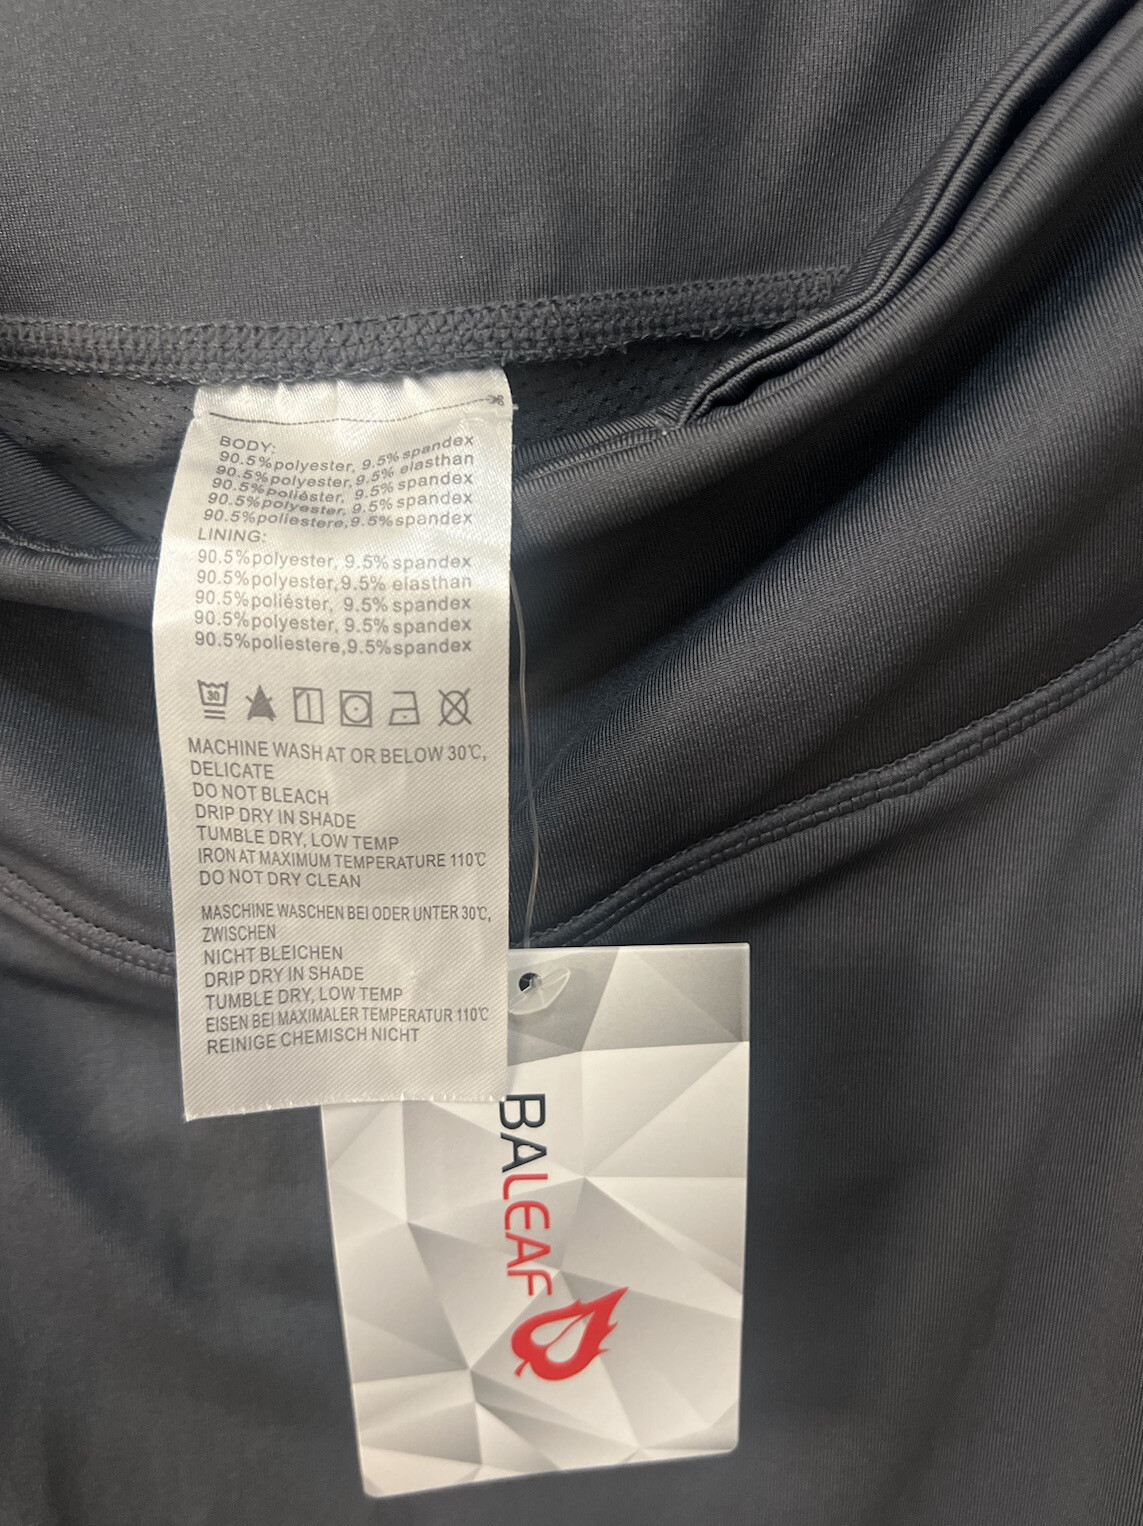 BODY:
90.5%polyester, 9.5% spandex
90.5%polyester, 9.5% elasthan
90.5%poliéster, 9.5% spandex
90.5%polyester, 9.5% spandex
90.5%poliestere,9.5%spandex
LINING:
90.5%polyester, 9.5% spandex
90.5%polyester,9.5% elasthan
90.5%poliéster, 9.5% spandex
90.5%polyester, 9.5% spandex
90.5%poliestere,9.5%spandex
30
MACHINE WASH AT OR BELOW 30℃,
DELICATE
DO NOT BLEACH
DRIP DRY IN SHADE
TUMBLE DRY, LOW TEMP
IRON AT MAXIMUM TEMPERATURE 110℃
DO NOT DRY CLEAN
MASCHINE WASCHEN BEI ODER UNTER 30℃,
ZWISCHEN
NICHT BLEICHEN
DRIP DRY IN SHADE
TUMBLE DRY, LOW TEMP
EISEN BEI MAXIMALER TEMPERATUR 110℃
REINIGE CHEMISCH NICHT
BALEAF